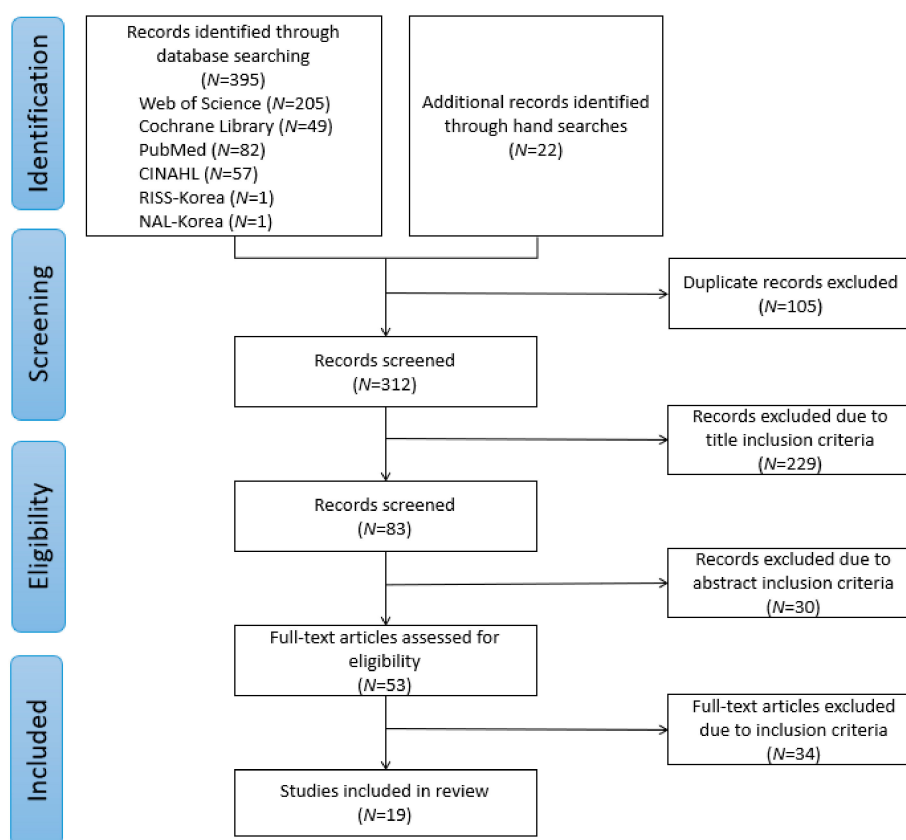 Identification
Records identified through
database searching
(N=395)
Web of Science (N=205)
Cochrane Library (N=49)
PubMed (N=82)
CINAHL (N=57)
RISS-Korea (N=1)
NAL-Korea (N=1)
Additional records identified
through hand searches
(N=22)
Screening
Duplicate records excluded
(N=105)
Records screened
(N=312)
Records excluded due to
title inclusion criteria
(N=229)
Eligibility
Records screened
(N=83)
Records excluded due to
abstract inclusion criteria
(N=30)
Full-text articles assessed for
eligibility
(N=53)
Included
Full-text articles excluded
due to inclusion criteria
(N=34)
Studies included in review
(N=19)